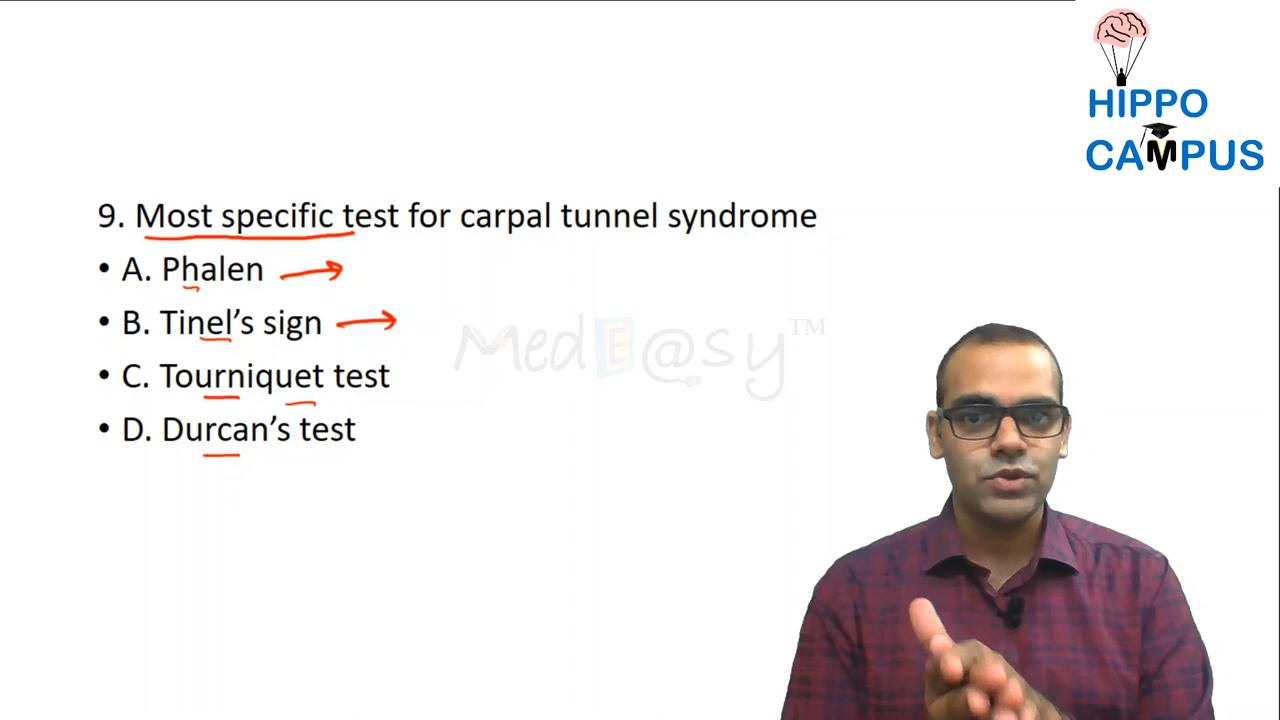 HIPPO
CAMPUS
9. Most specific test for carpal tunnel syndrome
• A. Phalen
• B. Tinel’s sign
• C. Tourniquet test
• D. Durcan’s test
Med E @sy™